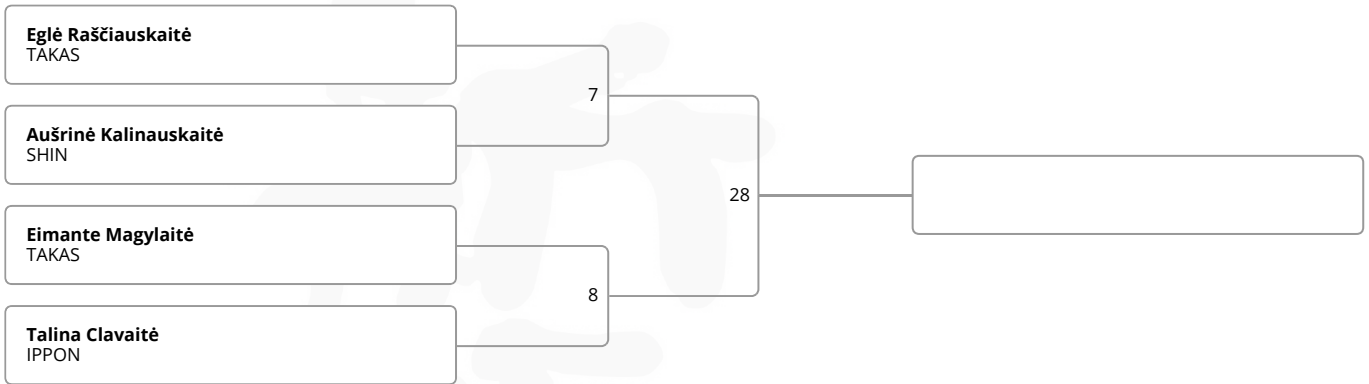 Eglė Raščiauskaitė
TAKAS
7
Aušrinė Kalinauskaitė
SHIN
28
Eimante Magylaitė
TAKAS
8
Talina Clavaitė
IPPON